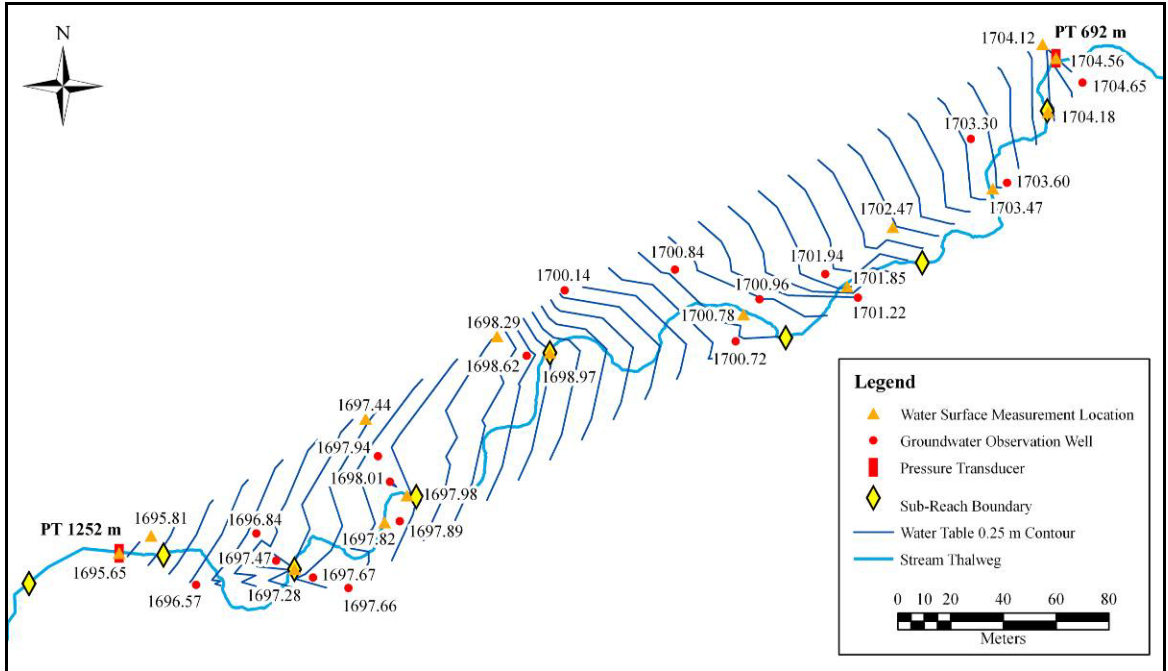 N
PT 692 m
1704.12
1704.56
1704.65
1704.18
1703.30
1703.60
1703.47
1702.47
1701.94
1701.85
1701.22
1700.84
1700.96
1700.78
1700.72
1700.14
1698.29
1698.62
1698.97
1697.44
1697.94
1698.01
1697.98
1697.89
1697.82
1696.84
1697.47
1697.67
1697.28
1697.66
PT 1252 m
1695.81
1695.65
1696.57
Legend
Water Surface Measurement Location
Groundwater Observation Well
Pressure Transducer
Sub-Reach Boundary
Water Table 0.25 m Contour
Stream Thalweg
0 10 20 40 60 80
Meters